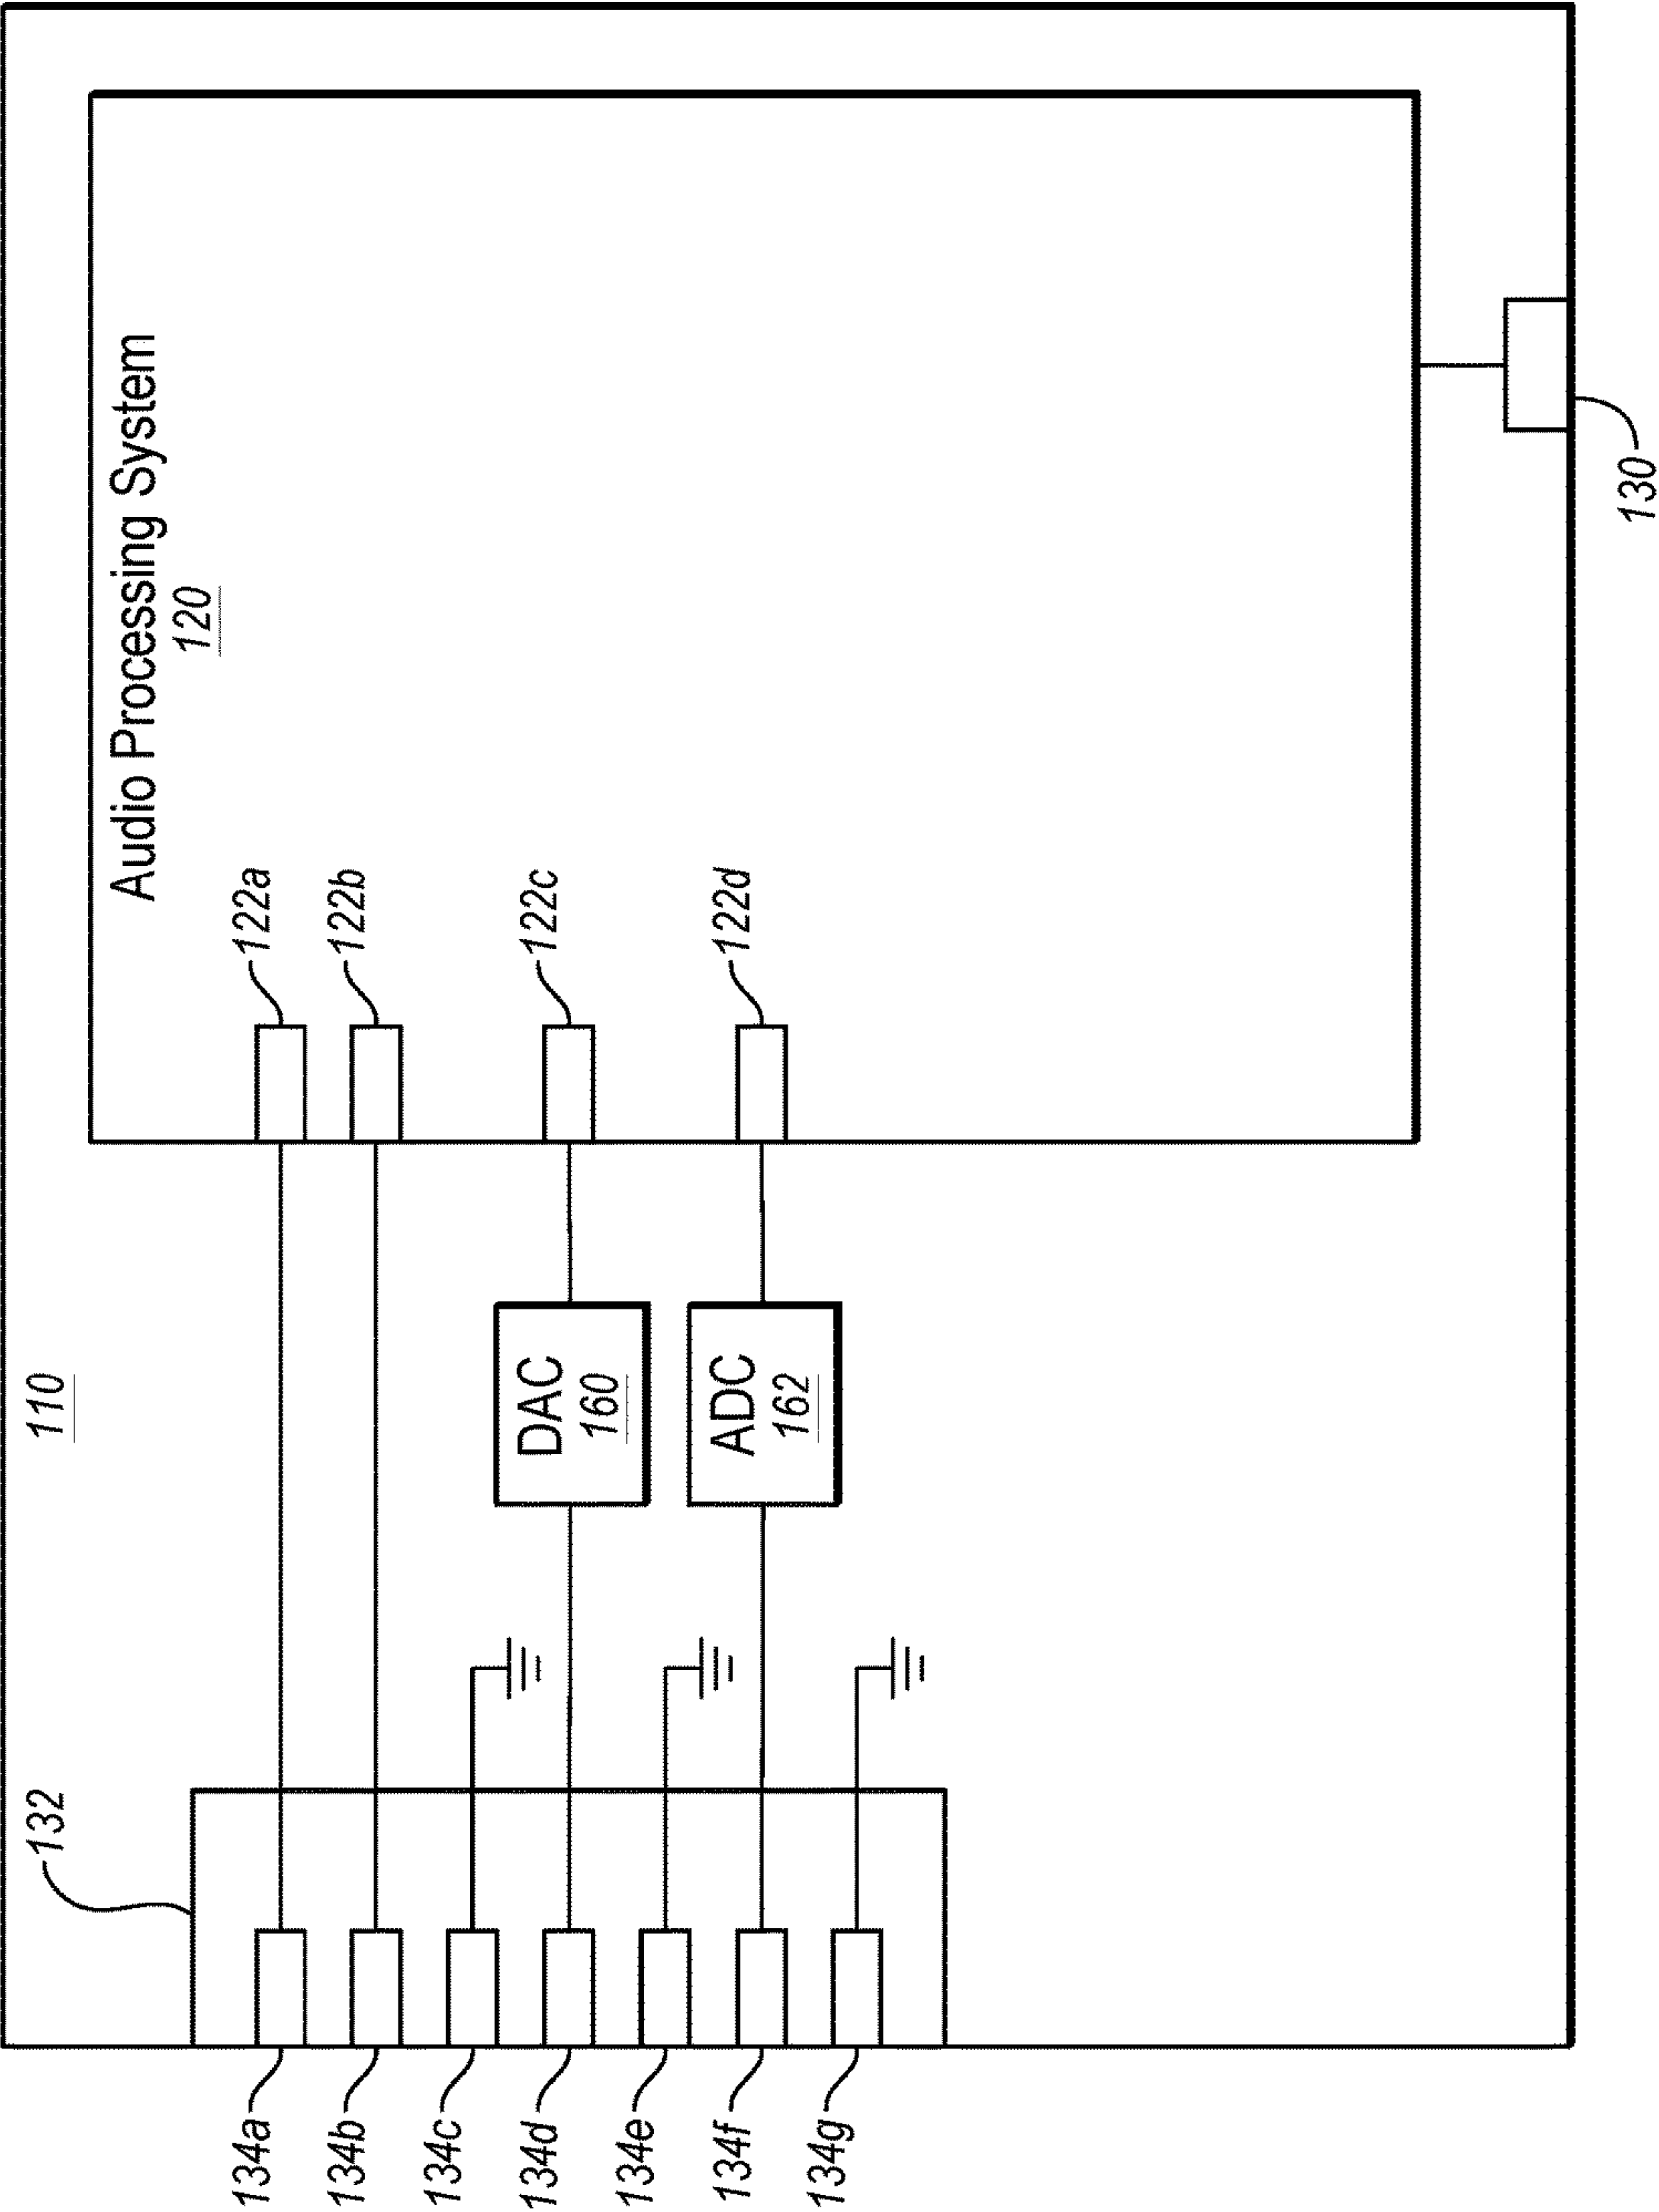 110
132
Audio Processing System
120
122a
122b
122c
122d
DAC
160
ADC
162
134a
134b
134c
134d
134e
134f
134g
130